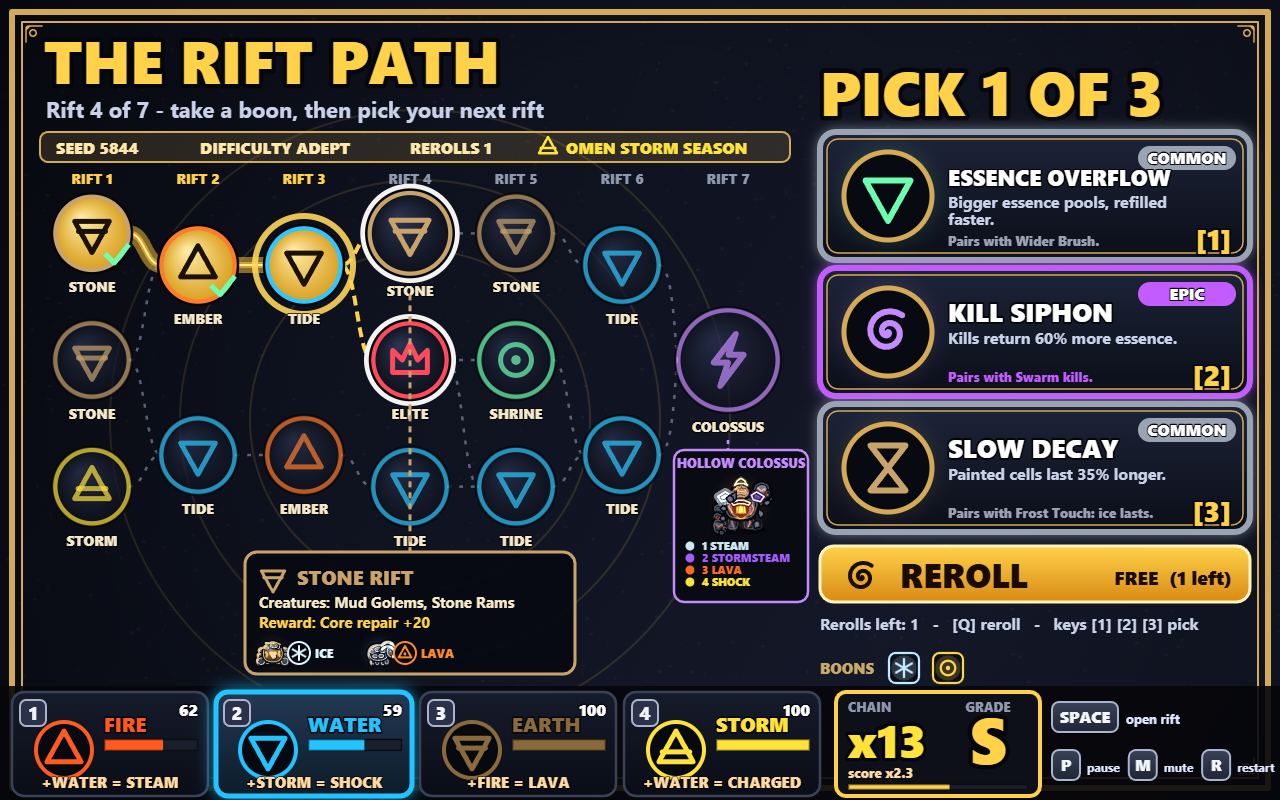 THE RIFT PATH
Rift 4 of 7 - take a boon, then pick your next rift
SEED 5844 DIFFICULTY ADEPT REROLLS 1 OMEN STORM SEASON
RIFT 1 RIFT 2 RIFT 3 RIFT 4 RIFT 5 RIFT 6 RIFT 7
STONE STONE STONE
EMBER TIDE TIDE
STONE ELITE SHRINE COLOSSUS
TIDE EMBER TIDE
STORM TIDE TIDE
HOLLOW COLOSSUS
1 STEAM
2 STORMSTEAM
3 LAVA
4 SHOCK
STONE RIFT
Creatures: Mud Golems, Stone Rams
Reward: Core repair +20
ICE LAVA
PICK 1 OF 3
COMMON
ESSENCE OVERFLOW
Bigger essence pools, refilled
faster.
Pairs with Wider Brush. [1]
EPIC
KILL SIPHON
Kills return 60% more essence.
Pairs with Swarm kills. [2]
COMMON
SLOW DECAY
Painted cells last 35% longer.
Pairs with Frost Touch: ice lasts. [3]
REROLL FREE (1 left)
Rerolls left: 1 - [Q] reroll - keys [1] [2] [3] pick
BOONS
1 FIRE 62
+WATER = STEAM
2 WATER 59
+STORM = SHOCK
3 EARTH 100
+FIRE = LAVA
4 STORM 100
+WATER = CHARGED
CHAIN GRADE
x13 S
score x2.3
SPACE open rift
P pause M mute R restart